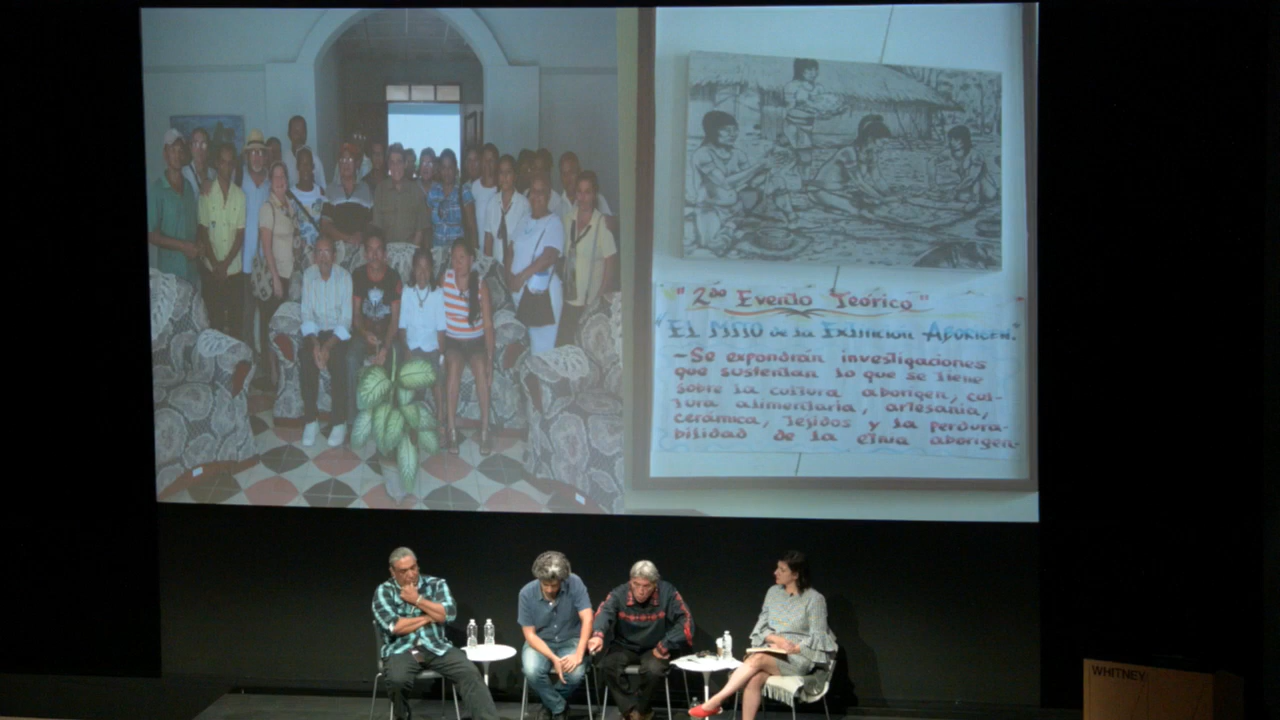 "2do Evento Teórico"
"EL MITO de la Extinción ABORIGEN."
-Se expondrán investigaciones
que sustentan lo que se tiene
sobre la cultura aborigen, cul-
tura alimentaria, artesanía,
cerámica, tejidos y la perdura-
bilidad de la etnia aborigen.
WHITNEY